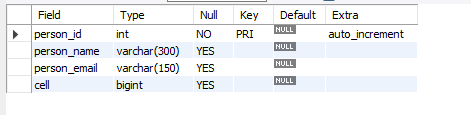 Field Type Null Key Default Extra
person_id int NO PRI NULL auto_increment
person_name varchar(300) YES NULL
person_email varchar(150) YES NULL
cell bigint YES NULL